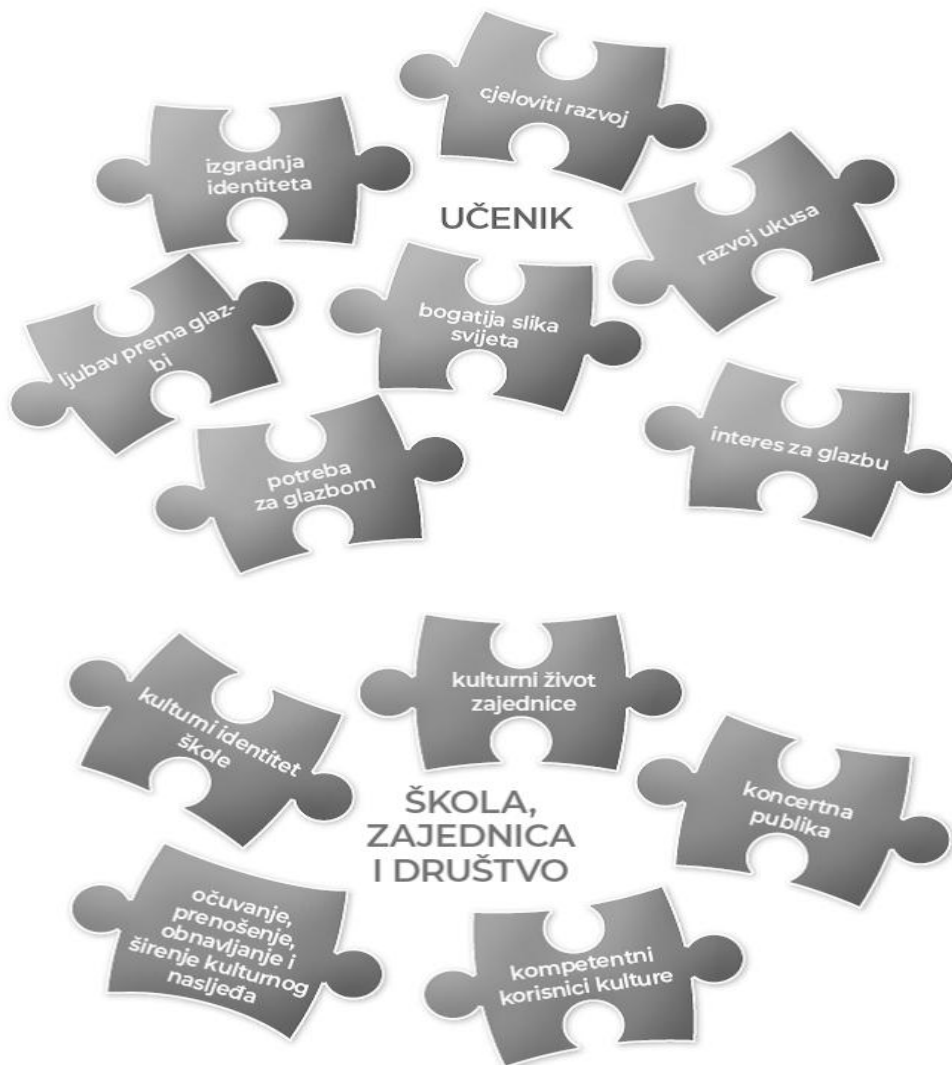 cjeloviti razvoj
izgradnja
identiteta
UČENIK
razvoj ukusa
bogatija slika
svijeta
ljubav prema glaz-
bi
interes za glazbu
potreba
za glazbom
kulturni život
zajednice
kulturni identitet
škole
koncertna
publika
ŠKOLA,
ZAJEDNICA
I DRUŠTVO
očuvanje,
prenošenje,
obnavljanje i
širenje kulturnog
nasljeđa
kompetentni
korisnici kulture